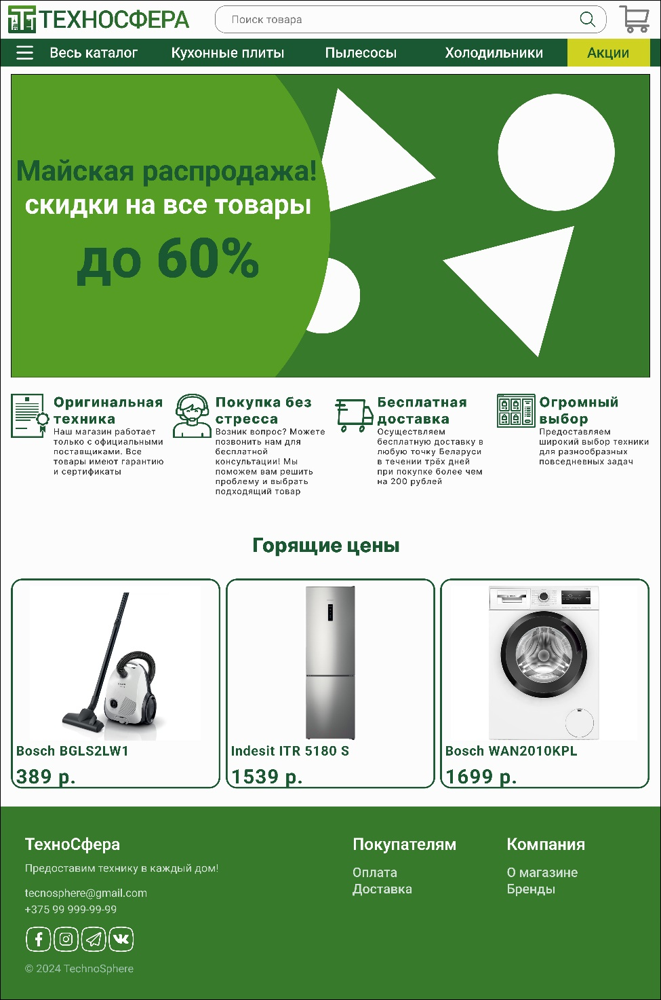 ТЕХНОСФЕРА
Поиск товара
Весь каталог
Кухонные плиты
Пылесосы
Холодильники
Акции
Майская распродажа!
скидки на все товары
до 60%
Оригинальная
техника
Наш магазин работает
только с официальными
поставщиками. Все
товары имеют гарантию
и сертификаты
Покупка без
стресса
Возник вопрос? Можете
позвонить нам для
бесплатной
консультации! Мы
поможем вам решить
проблему и выбрать
подходящий товар
Бесплатная
доставка
Осуществляем
бесплатную доставку в
любую точку Беларуси
в течении трёх дней
при покупке более чем
на 200 рублей
Огромный
выбор
Предоставляем
широкий выбор техники
для разнообразных
повседневных задач
Горящие цены
Bosch BGLS2LW1
389 р.
Indesit ITR 5180 S
1539 р.
Bosch WAN2010KPL
1699 р.
ТехноСфера
Предоставим технику в каждый дом!
tecnosphere@gmail.com
+375 99 999-99-99
© 2024 TechnoSphere
Покупателям
Оплата
Доставка
Компания
О магазине
Бренды